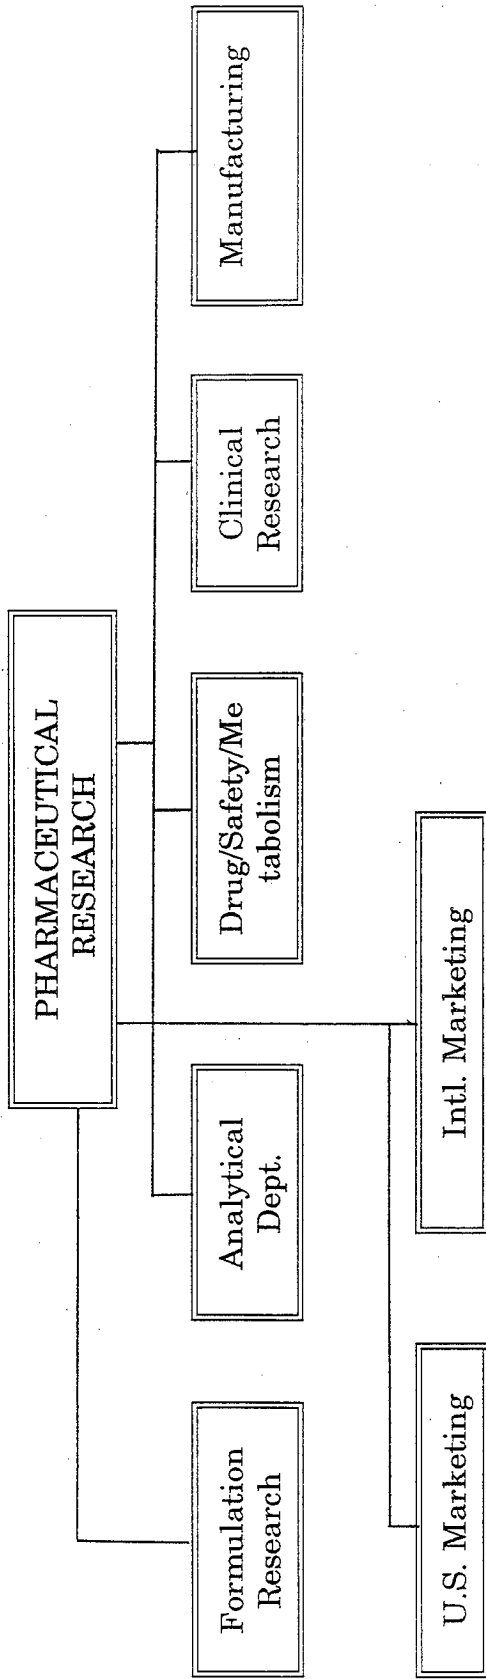 PHARMACEUTICAL
RESEARCH
Formulation
Research
Analytical
Dept.
Drug/Safety/Me
tabolism
Clinical
Research
Manufacturing
U.S. Marketing
Intl. Marketing